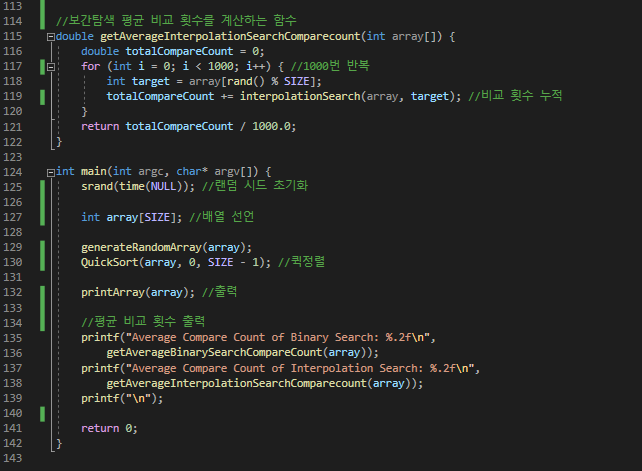 113
114 //보간탐색 평균 비교 횟수를 계산하는 함수
115 double getAverageInterpolationSearchComparecount(int array[]) {
116     double totalCompareCount = 0;
117     for (int i = 0; i < 1000; i++) { //1000번 반복
118         int target = array[rand() % SIZE];
119         totalCompareCount += interpolationSearch(array, target); //비교 횟수 누적
120     }
121     return totalCompareCount / 1000.0;
122 }
123
124 int main(int argc, char* argv[]) {
125     srand(time(NULL)); //랜덤 시드 초기화
126
127     int array[SIZE]; //배열 선언
128
129     generateRandomArray(array);
130     QuickSort(array, 0, SIZE - 1); //퀵정렬
131
132     printArray(array); //출력
133
134     //평균 비교 횟수 출력
135     printf("Average Compare Count of Binary Search: %.2f\n",
136         getAverageBinarySearchCompareCount(array));
137     printf("Average Compare Count of Interpolation Search: %.2f\n",
138         getAverageInterpolationSearchComparecount(array));
139     printf("\n");
140
141     return 0;
142 }
143